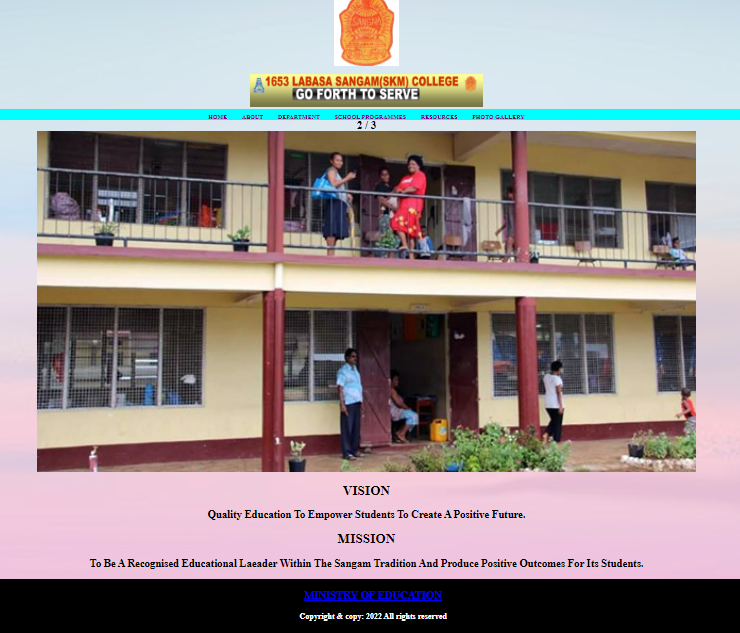 SANGAM
1653 LABASA SANGAM(SKM) COLLEGE
GO FORTH TO SERVE
HOME ABOUT DEPARTMENT SCHOOL PROGRAMMES RESOURCES PHOTO GALLERY
2 / 3
VISION
Quality Education To Empower Students To Create A Positive Future.
MISSION
To Be A Recognised Educational Laeader Within The Sangam Tradition And Produce Positive Outcomes For Its Students.
MINISTRY OF EDUCATION
Copyright & copy: 2022 All rights reserved